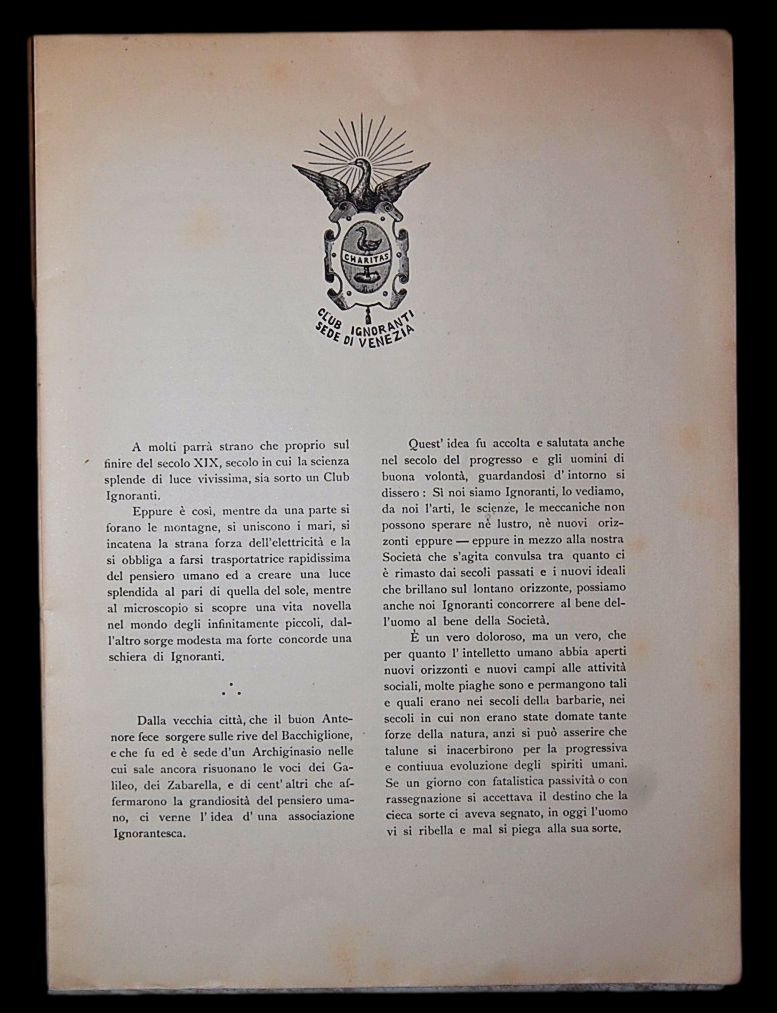 CHARITAS
CLUB IGNORANTI
SEDE DI VENEZIA
A molti parrà strano che proprio sul
finire del secolo XIX, secolo in cui la scienza
splende di luce vivissima, sia sorto un Club
Ignoranti.
Eppure è così, mentre da una parte si
forano le montagne, si uniscono i mari, si
incatena la strana forza dell'elettricità e la
si obbliga a farsi trasportatrice rapidissima
del pensiero umano ed a creare una luce
splendida al pari di quella del sole, mentre
al microscopio si scopre una vita novella
nel mondo degli infinitamente piccoli, dal-
l'altro sorge modesta ma forte concorde una
schiera di Ignoranti.
Dalla vecchia città, che il buon Ante-
nore fece sorgere sulle rive del Bacchiglione,
e che fu ed è sede d'un Archiginasio nelle
cui sale ancora risuonano le voci dei Ga-
lileo, dei Zabarella, e di cent' altri che af-
fermarono la grandiosità del pensiero uma-
no, ci venne l' idea d' una associazione
Ignorantesca.
Quest' idea fu accolta e salutata anche
nel secolo del progresso e gli uomini di
buona volontà, guardandosi d' intorno si
dissero : Sì noi siamo Ignoranti, lo vediamo,
da noi l'arti, le scienze, le meccaniche non
possono sperare nè lustro, nè nuovi oriz-
zonti eppure — eppure in mezzo alla nostra
Società che s'agita convulsa tra quanto ci
è rimasto dai secoli passati e i nuovi ideali
che brillano sul lontano orizzonte, possiamo
anche noi Ignoranti concorrere al bene del-
l'uomo al bene della Società.
È un vero doloroso, ma un vero, che
per quanto l' intelletto umano abbia aperti
nuovi orizzonti e nuovi campi alle attività
sociali, molte piaghe sono e permangono tali
e quali erano nei secoli della barbarie, nei
secoli in cui non erano state domate tante
forze della natura, anzi si può asserire che
talune si inacerbirono per la progressiva
e contiuua evoluzione degli spiriti umani.
Se un giorno con fatalistica passività o con
rassegnazione si accettava il destino che la
cieca sorte ci aveva segnato, in oggi l'uomo
vi si ribella e mal si piega alla sua sorte.